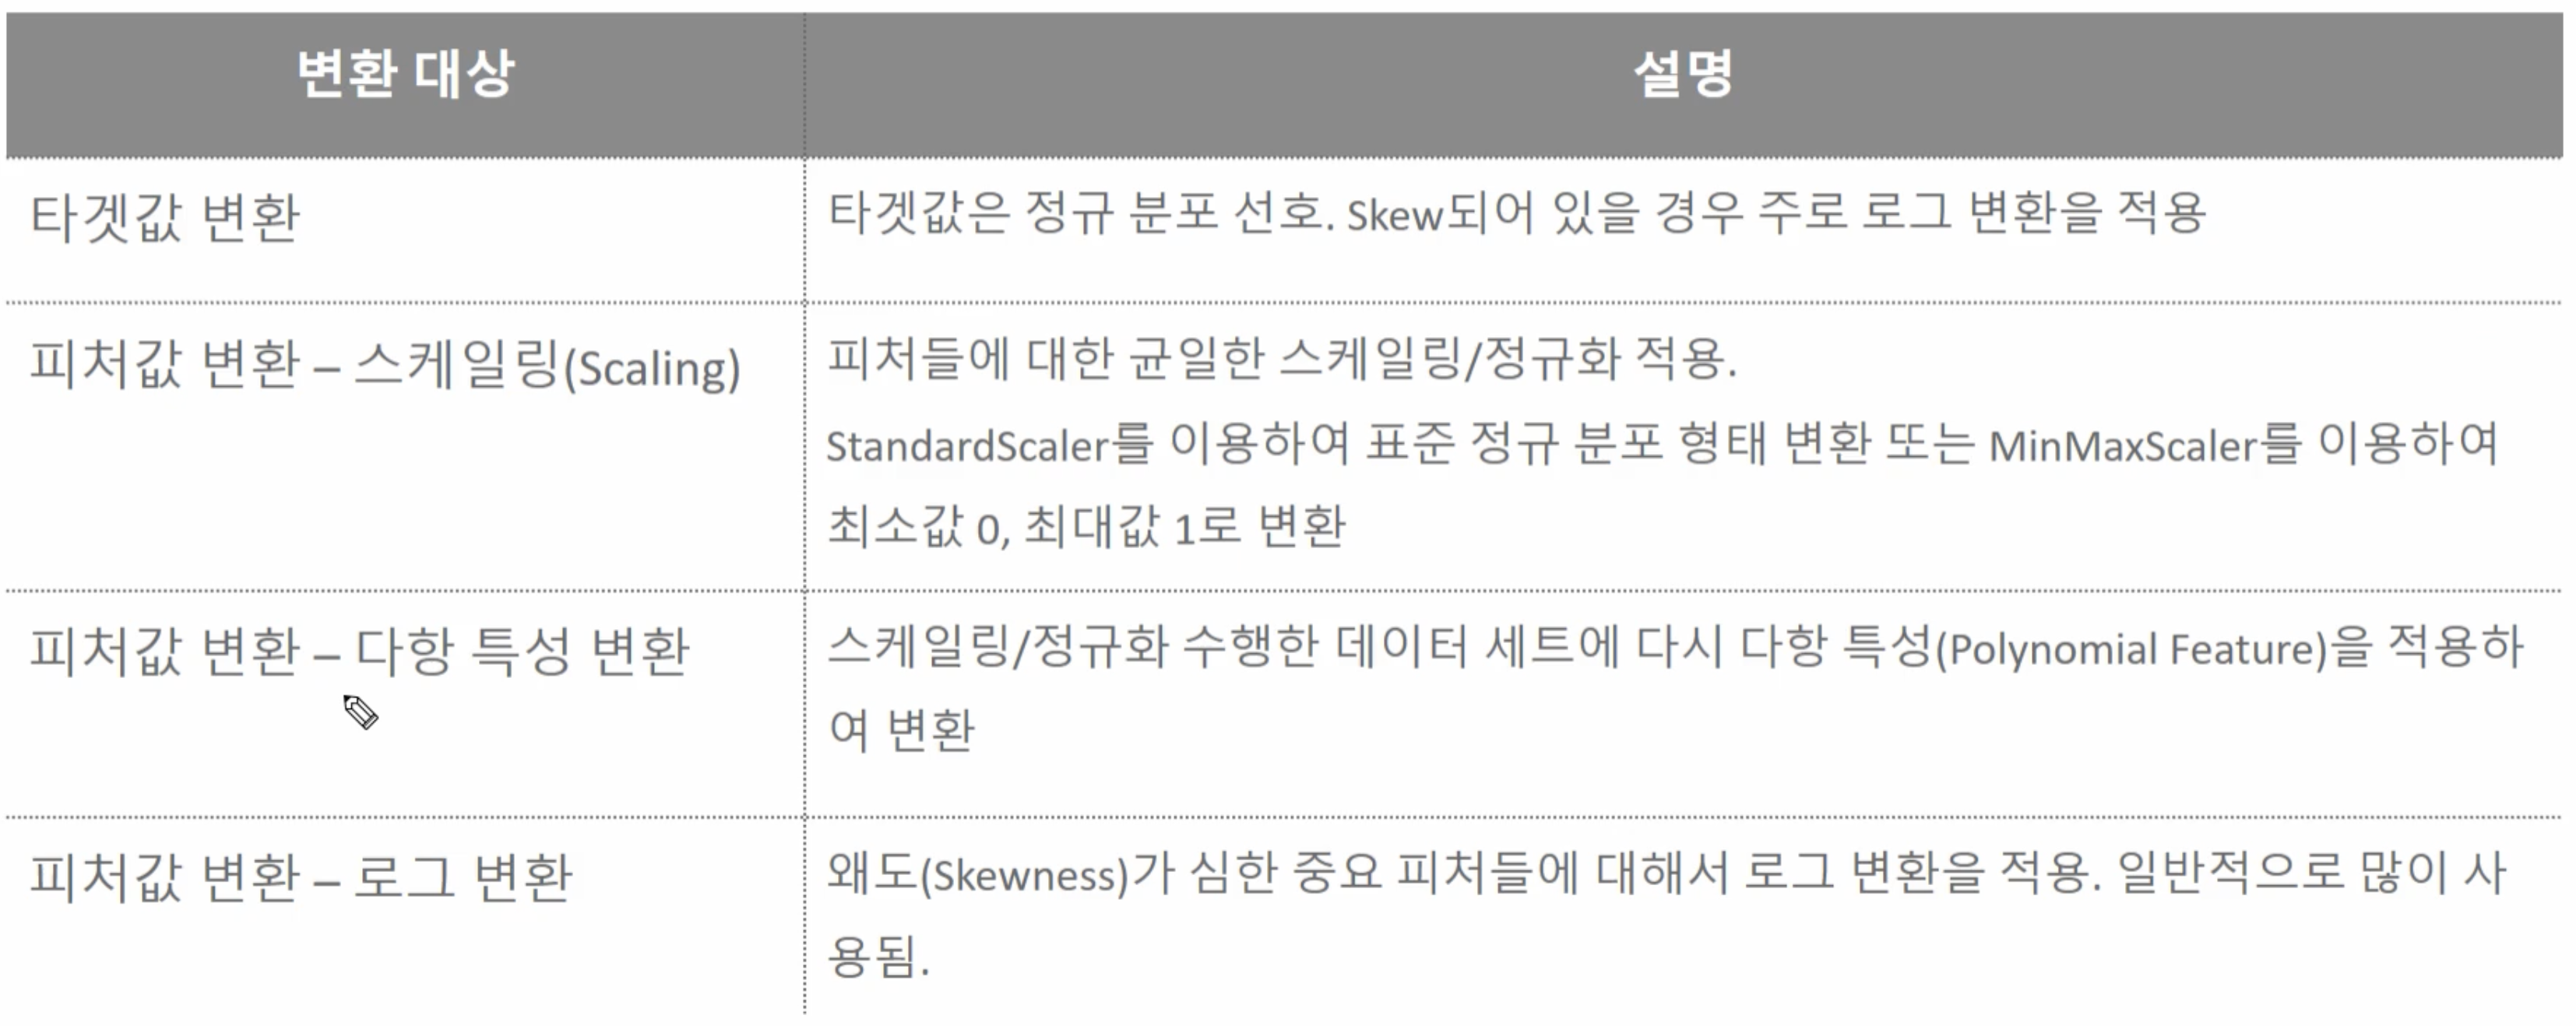 변환 대상
설명
타겟값 변환
타겟값은 정규 분포 선호. Skew되어 있을 경우 주로 로그 변환을 적용
피처값 변환 – 스케일링(Scaling)
피처들에 대한 균일한 스케일링/정규화 적용.
StandardScaler를 이용하여 표준 정규 분포 형태 변환 또는 MinMaxScaler를 이용하여
최소값 0, 최대값 1로 변환
피처값 변환 – 다항 특성 변환
스케일링/정규화 수행한 데이터 세트에 다시 다항 특성(Polynomial Feature)을 적용하
여 변환
피처값 변환 – 로그 변환
왜도(Skewness)가 심한 중요 피처들에 대해서 로그 변환을 적용. 일반적으로 많이 사
용됨.